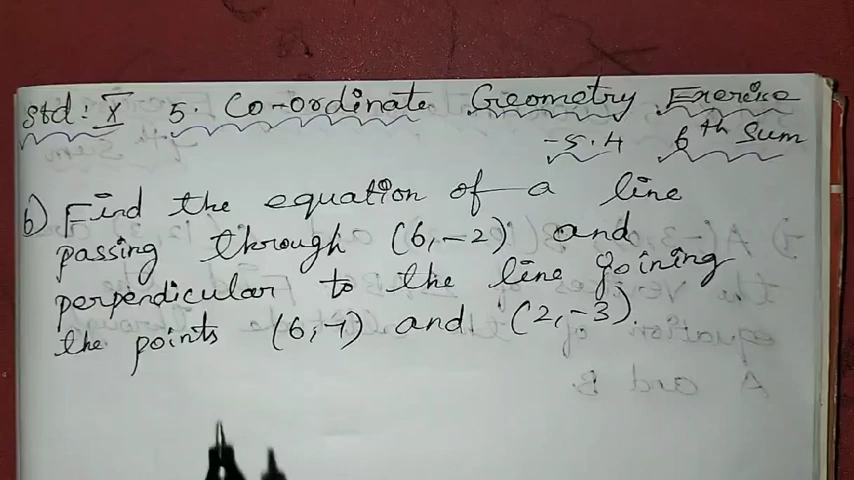 Std: X 5. Co-ordinate Geometry Exercise
-5.4 6th Sum
6) Find the equation of a line
passing through (6,-2) and
perpendicular to the line joining
the points (6,7) and (2,-3).